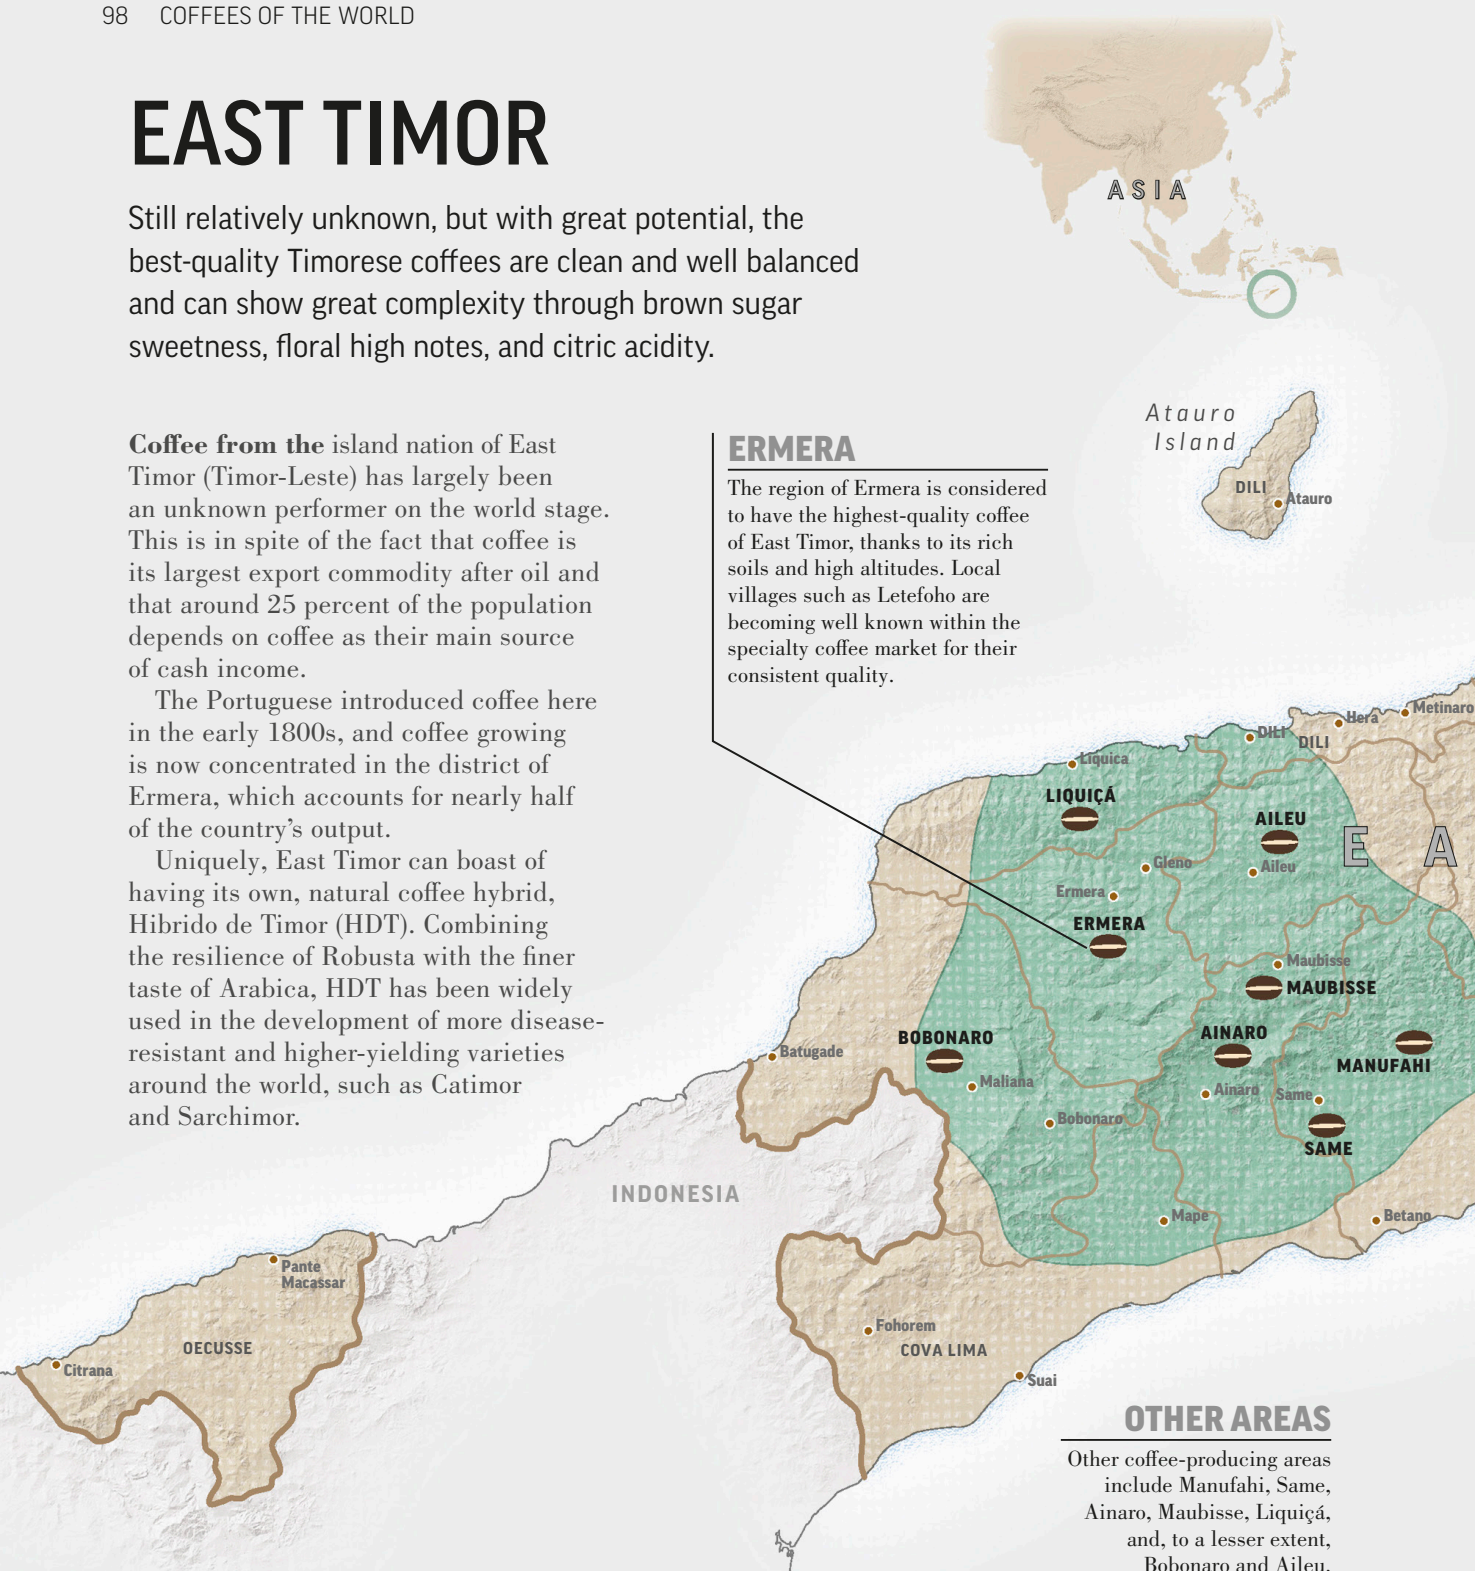 98 COFFEES OF THE WORLD
EAST TIMOR
Still relatively unknown, but with great potential, the
best-quality Timorese coffees are clean and well balanced
and can show great complexity through brown sugar
sweetness, floral high notes, and citric acidity.
Coffee from the island nation of East
Timor (Timor-Leste) has largely been
an unknown performer on the world stage.
This is in spite of the fact that coffee is
its largest export commodity after oil and
that around 25 percent of the population
depends on coffee as their main source
of cash income.
The Portuguese introduced coffee here
in the early 1800s, and coffee growing
is now concentrated in the district of
Ermera, which accounts for nearly half
of the country's output.
Uniquely, East Timor can boast of
having its own, natural coffee hybrid,
Hibrido de Timor (HDT). Combining
the resilience of Robusta with the finer
taste of Arabica, HDT has been widely
used in the development of more disease-
resistant and higher-yielding varieties
around the world, such as Catimor
and Sarchimor.
ERMERA
The region of Ermera is considered
to have the highest-quality coffee
of East Timor, thanks to its rich
soils and high altitudes. Local
villages such as Letefoho are
becoming well known within the
specialty coffee market for their
consistent quality.
ASIA
Atauro
Island
DILI
Atauro
Metinaro
Hera
DILI
DILI
Liquica
LIQUIÇÁ
AILEU
E A
Gleno
Aileu
Ermera
ERMERA
Maubisse
MAUBISSE
BOBONARO
AINARO
MANUFAHI
Batugade
Maliana
Ainaro
Same
Bobonaro
SAME
INDONESIA
Mape
Betano
Pante
Macassar
OECUSSE
Citrana
Fohorem
COVA LIMA
Suai
OTHER AREAS
Other coffee-producing areas
include Manufahi, Same,
Ainaro, Maubisse, Liquiçá,
and, to a lesser extent,
Bobonaro and Aileu.